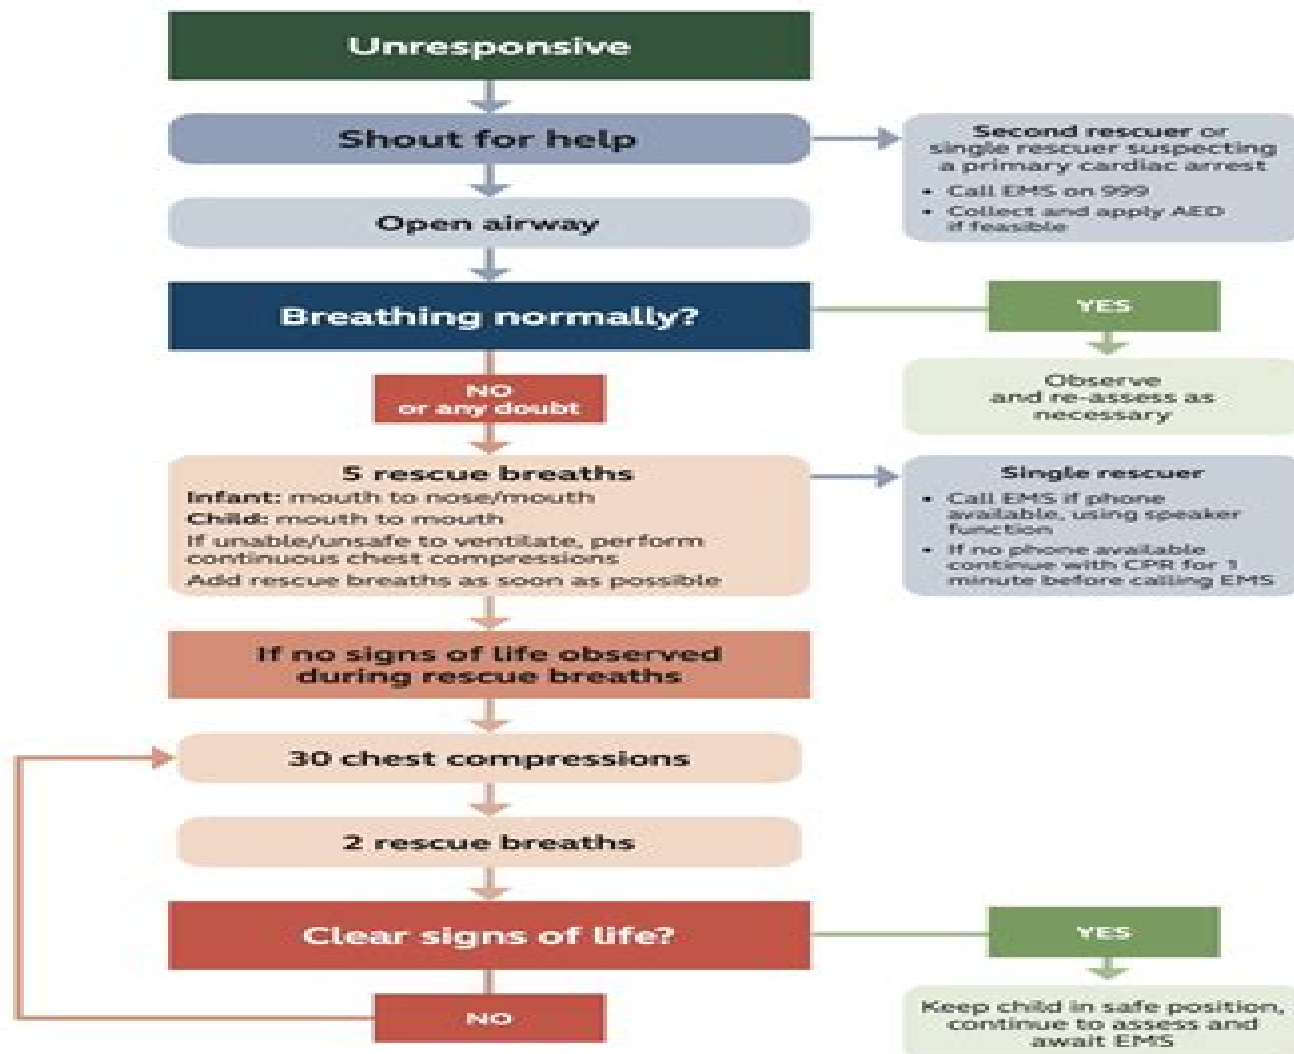 Unresponsive
Shout for help
Second rescuer or
single rescuer suspecting
a primary cardiac arrest
• Call EMS on 999
• Collect and apply AED
if feasible
Open airway
Breathing normally?
YES
Observe
and re-assess as
necessary
NO
or any doubt
5 rescue breaths
Infant: mouth to nose/mouth
Child: mouth to mouth
If unable/unsafe to ventilate, perform
continuous chest compressions
Add rescue breaths as soon as possible
Single rescuer
• Call EMS if phone
available, using speaker
function
• If no phone available
continue with CPR for 1
minute before calling EMS
If no signs of life observed
during rescue breaths
30 chest compressions
2 rescue breaths
Clear signs of life?
YES
Keep child in safe position,
continue to assess and
await EMS
NO